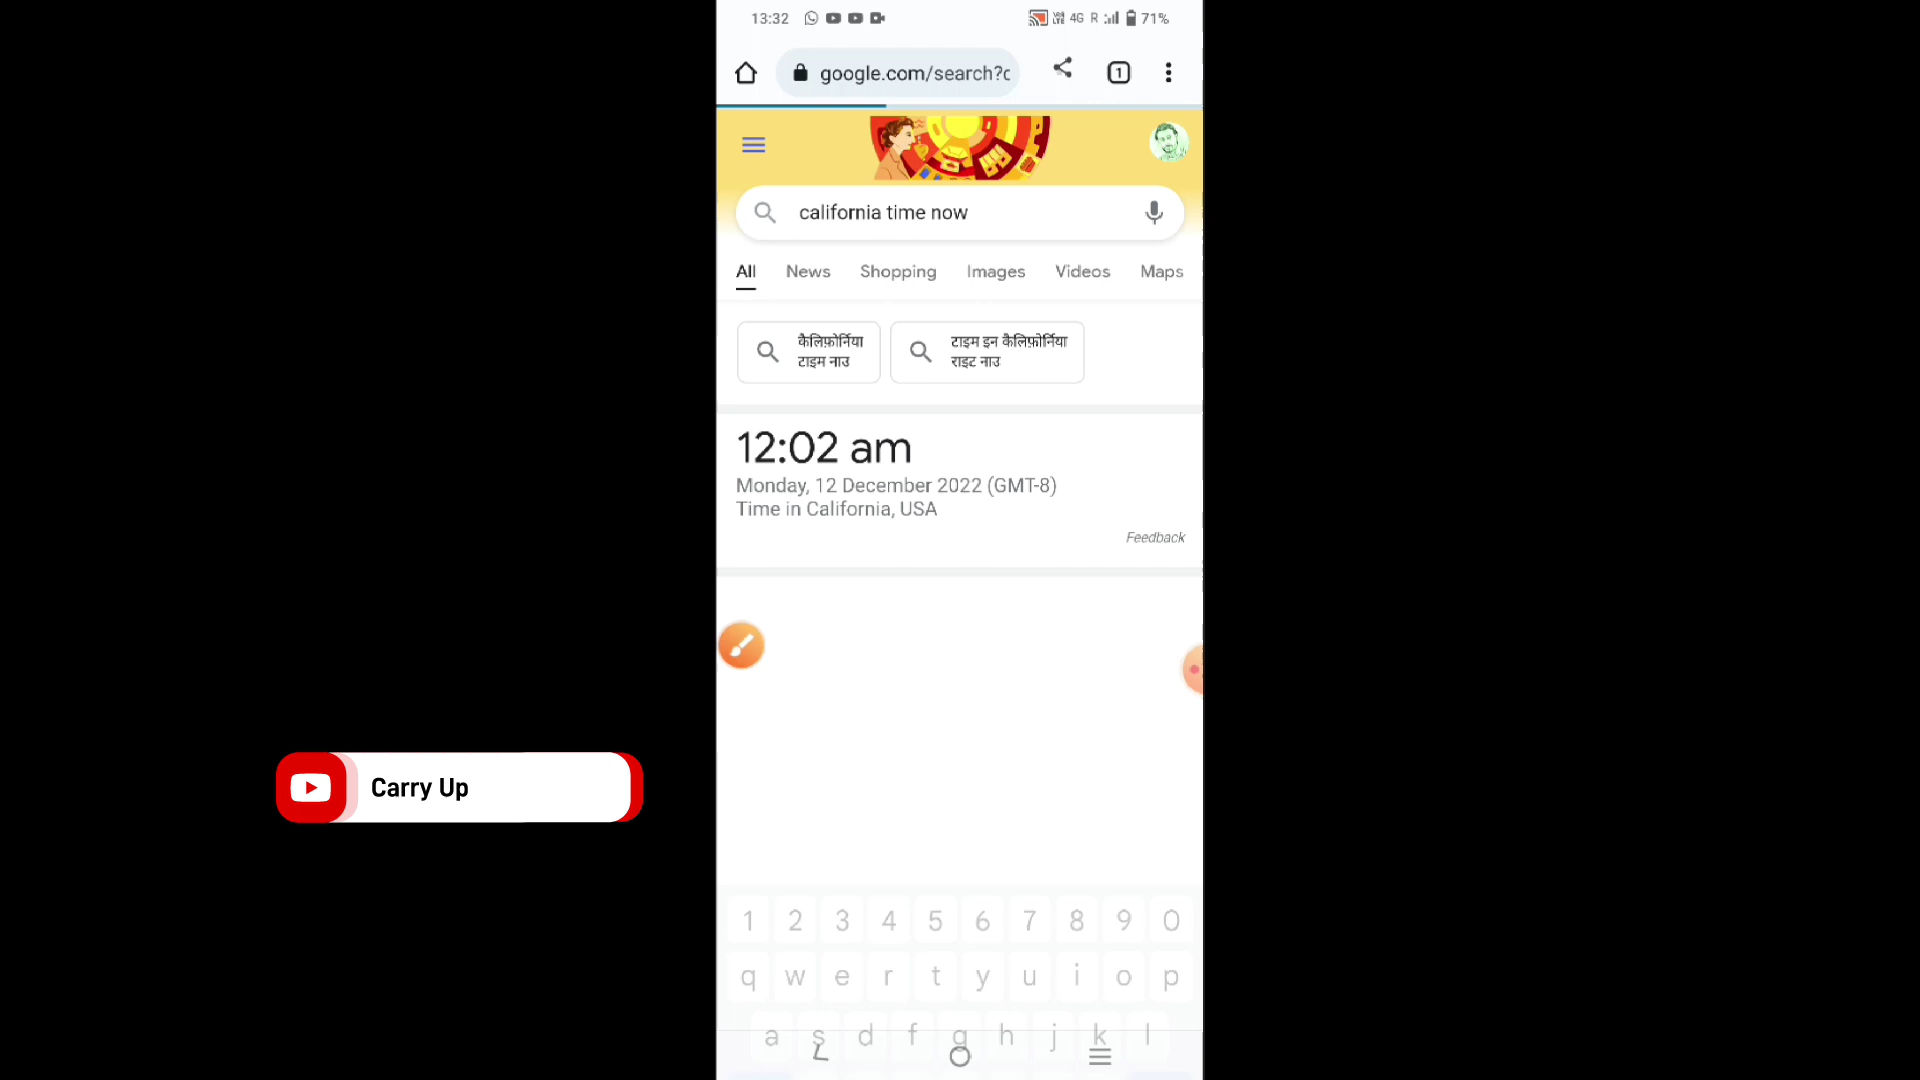 13:32
4G R 71%
google.com/search?c
1
california time now
All News Shopping Images Videos Maps
कैलिफ़ोर्निया
टाइम नाउ
टाइम इन कैलिफ़ोर्निया
राइट नाउ
12:02 am
Monday, 12 December 2022 (GMT-8)
Time in California, USA
Feedback
Carry Up
1 2 3 4 5 6 7 8 9 0
q w e r t y u i o p
a s d f g h j k l